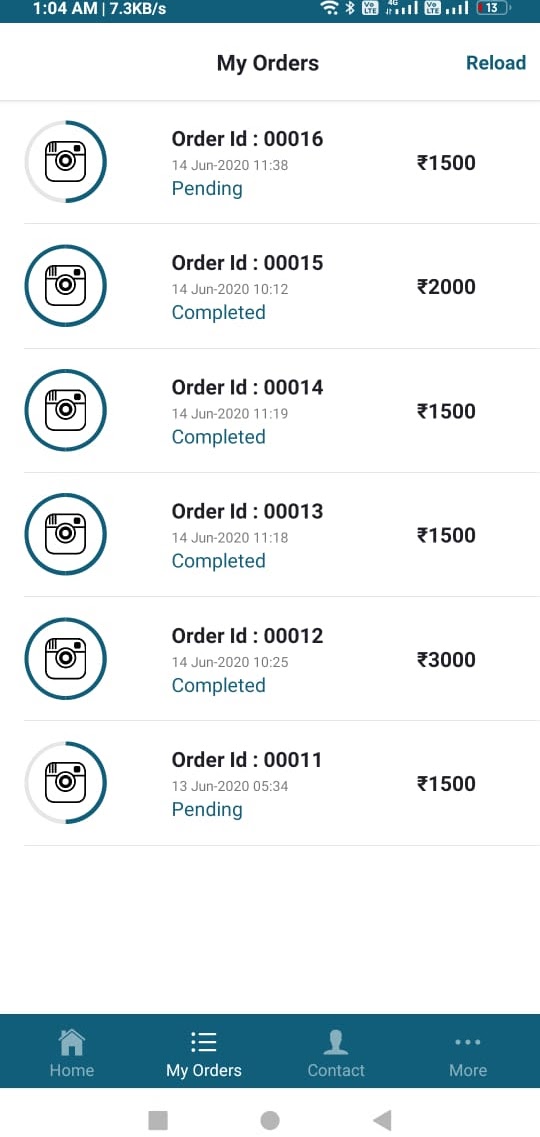 1:04 AM | 7.3KB/s
Vo LTE 4G Vo LTE 13
My Orders
Reload
Order Id : 00016
14 Jun-2020 11:38
Pending
₹1500
Order Id : 00015
14 Jun-2020 10:12
Completed
₹2000
Order Id : 00014
14 Jun-2020 11:19
Completed
₹1500
Order Id : 00013
14 Jun-2020 11:18
Completed
₹1500
Order Id : 00012
14 Jun-2020 10:25
Completed
₹3000
Order Id : 00011
13 Jun-2020 05:34
Pending
₹1500
Home
My Orders
Contact
More